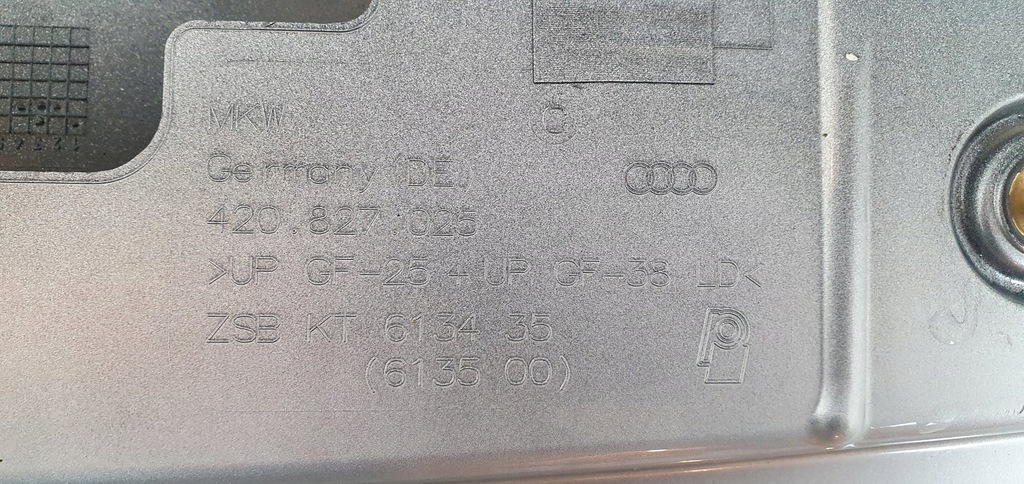 MKW
C
Germany (DE)
420.827.025
>UP GF-25 + UP GF-38 LD<
ZSB KT 6134 35
(6135 00)